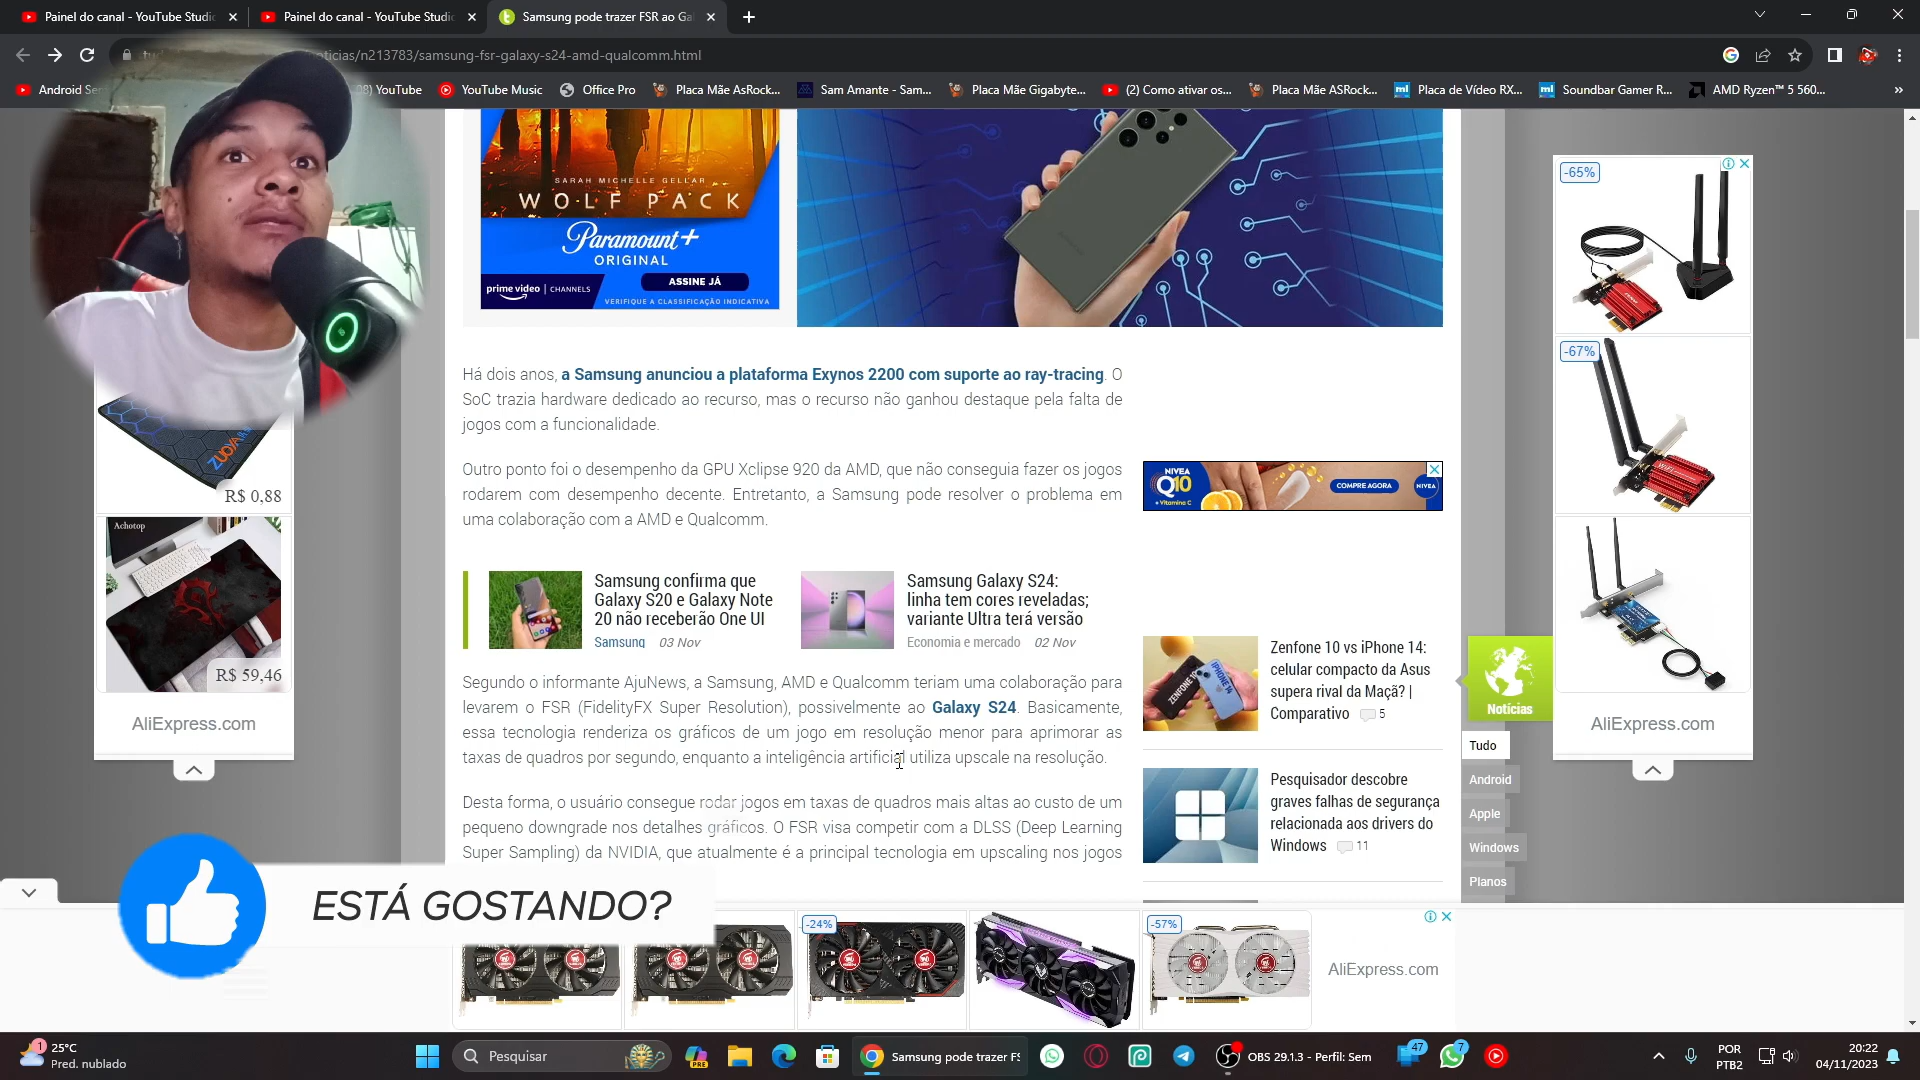 Painel do canal - YouTube Studio
Painel do canal - YouTube Studio
Samsung pode trazer FSR ao Ga
noticias/n213783/samsung-fsr-galaxy-s24-amd-qualcomm.html
Android
YouTube
YouTube Music
Office Pro
Placa Mãe AsRock...
Sam Amante - Sam...
Placa Mãe Gigabyte...
(2) Como ativar os...
Placa Mãe ASRock...
Placa de Vídeo RX...
Soundbar Gamer R...
AMD Ryzen™ 5 560...
SARAH MICHELLE GELLAR
WOLF PACK
Paramount+
ORIGINAL
ASSINE JÁ
prime video | CHANNELS
VERIFIQUE A CLASSIFICAÇÃO INDICATIVA
-65%
-67%
AliExpress.com
ZUOYA
R$ 0,88
Achotop
R$ 59,46
AliExpress.com
Há dois anos, a Samsung anunciou a plataforma Exynos 2200 com suporte ao ray-tracing. O
SoC trazia hardware dedicado ao recurso, mas o recurso não ganhou destaque pela falta de
jogos com a funcionalidade.
Outro ponto foi o desempenho da GPU Xclipse 920 da AMD, que não conseguia fazer os jogos
rodarem com desempenho decente. Entretanto, a Samsung pode resolver o problema em
uma colaboração com a AMD e Qualcomm.
NIVEA
Q10
+ Vitamina C
COMPRE AGORA
NIVEA
Samsung confirma que
Galaxy S20 e Galaxy Note
20 não receberão One UI
Samsung 03 Nov
Samsung Galaxy S24:
linha tem cores reveladas;
variante Ultra terá versão
Economia e mercado 02 Nov
Segundo o informante AjuNews, a Samsung, AMD e Qualcomm teriam uma colaboração para
levarem o FSR (FidelityFX Super Resolution), possivelmente ao Galaxy S24. Basicamente,
essa tecnologia renderiza os gráficos de um jogo em resolução menor para aprimorar as
taxas de quadros por segundo, enquanto a inteligência artificial utiliza upscale na resolução.
Desta forma, o usuário consegue rodar jogos em taxas de quadros mais altas ao custo de um
pequeno downgrade nos detalhes gráficos. O FSR visa competir com a DLSS (Deep Learning
Super Sampling) da NVIDIA, que atualmente é a principal tecnologia em upscaling nos jogos
ZENFONE 10
IPHONE 14
Zenfone 10 vs iPhone 14:
celular compacto da Asus
supera rival da Maçã? |
Comparativo 5
Pesquisador descobre
graves falhas de segurança
relacionada aos drivers do
Windows 11
Notícias
Tudo
Android
Apple
Windows
Planos
ESTÁ GOSTANDO?
-24%
-57%
AliExpress.com
1
25°C
Pred. nublado
Pesquisar
PRE
Samsung pode trazer FS
OBS 29.1.3 - Perfil: Sem
47
7
POR
PTB2
20:22
04/11/2023